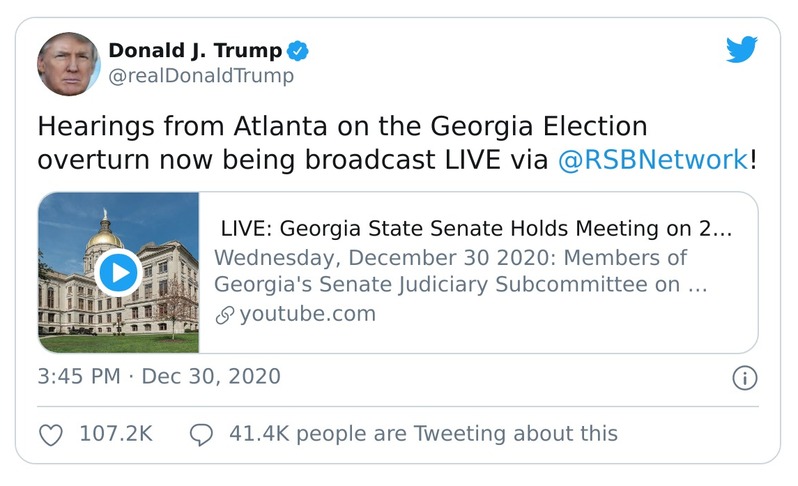 Donald J. Trump
@realDonaldTrump
Hearings from Atlanta on the Georgia Election
overturn now being broadcast LIVE via @RSBNetwork!
LIVE: Georgia State Senate Holds Meeting on 2...
Wednesday, December 30 2020: Members of
Georgia's Senate Judiciary Subcommittee on ...
youtube.com
3:45 PM · Dec 30, 2020
107.2K 41.4K people are Tweeting about this